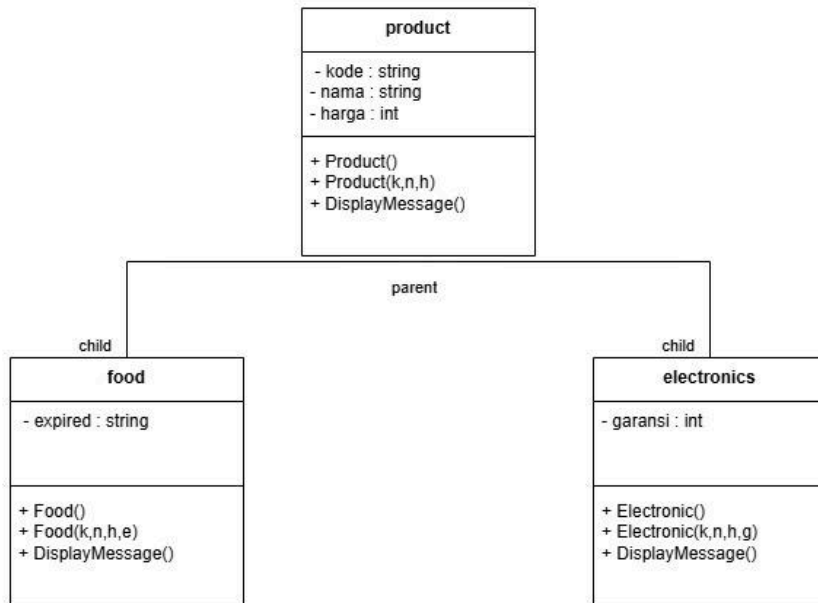 product
- kode : string
- nama : string
- harga : int
+ Product()
+ Product(k,n,h)
+ DisplayMessage()
parent
child
child
food
- expired : string
+ Food()
+ Food(k,n,h,e)
+ DisplayMessage()
electronics
- garansi : int
+ Electronic()
+ Electronic(k,n,h,g)
+ DisplayMessage()